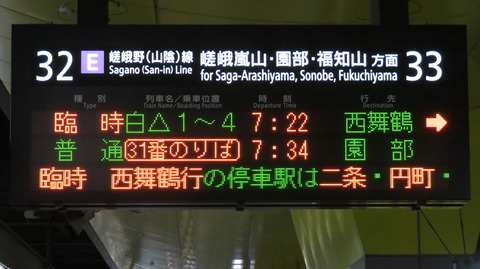 32 E 嵯峨野(山陰)線 嵯峨嵐山・園部・福知山 方面 33
Sagano (San-in) Line for Saga-Arashiyama, Sonobe, Fukuchiyama
種別 列車名/乗車位置 時刻 行先
Type Train Name/Boarding Position Departure Time Destination
臨時 白△1～4 7:22 西舞鶴 ➡
普通 31番のりば 7:34 園部
臨時 西舞鶴行の停車駅は二条・円町・